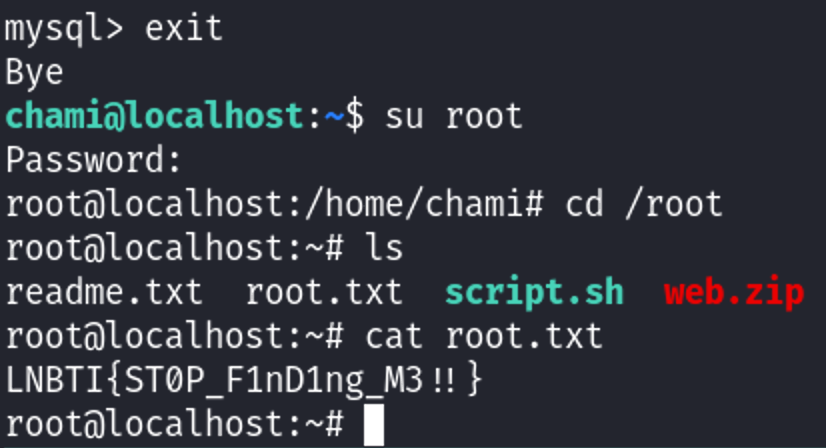 mysql> exit
Bye
chami@localhost:~$ su root
Password:
root@localhost:/home/chami# cd /root
root@localhost:~# ls
readme.txt  root.txt  script.sh  web.zip
root@localhost:~# cat root.txt
LNBTI{ST0P_F1nD1ng_M3!!}
root@localhost:~#